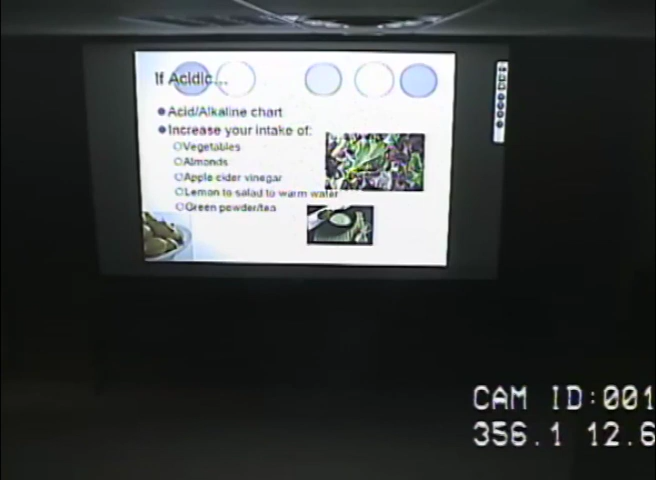 If Acidic...
Acid/Alkaline chart
Increase your intake of:
Vegetables
Almonds
Apple cider vinegar
Lemon to salad to warm water
Green powder/tea
CAM ID:001
356.1 12.6